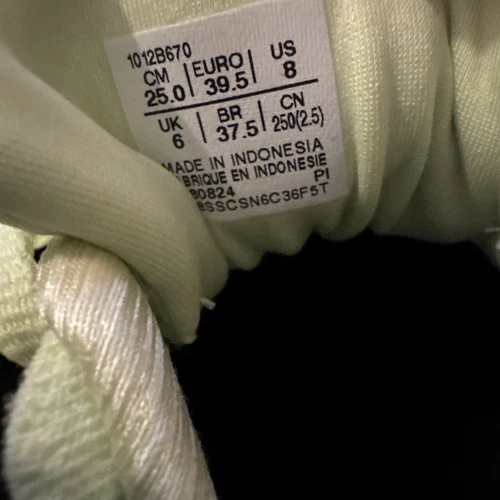 1012B670
CM EURO US
25.0 39.5 8
UK BR CN
6 37.5 250(2.5)
MADE IN INDONESIA
BRIQUE EN INDONESIE
80824 PI
BSSCSN6C36F5T